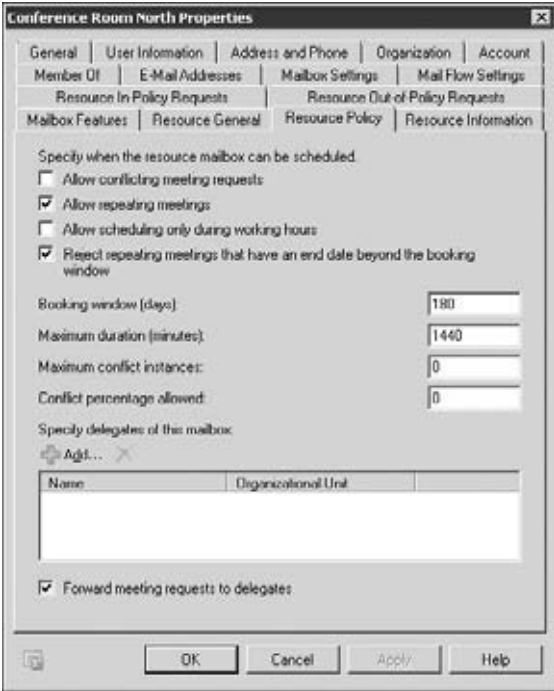 Conference Room North Properties
General User Information Address and Phone Organization Account
Member Of E-Mail Addresses Mailbox Settings Mail Flow Settings
Resource In-Policy Requests Resource Out-of-Policy Requests
Mailbox Features Resource General Resource Policy Resource Information
Specify when the resource mailbox can be scheduled.
Allow conflicting meeting requests
Allow repeating meetings
Allow scheduling only during working hours
Reject repeating meetings that have an end date beyond the booking
window
Booking window (days): 180
Maximum duration (minutes): 1440
Maximum conflict instances: 0
Conflict percentage allowed: 0
Specify delegates of this mailbox:
Add...
Name Organizational Unit
Forward meeting requests to delegates
OK Cancel Apply Help